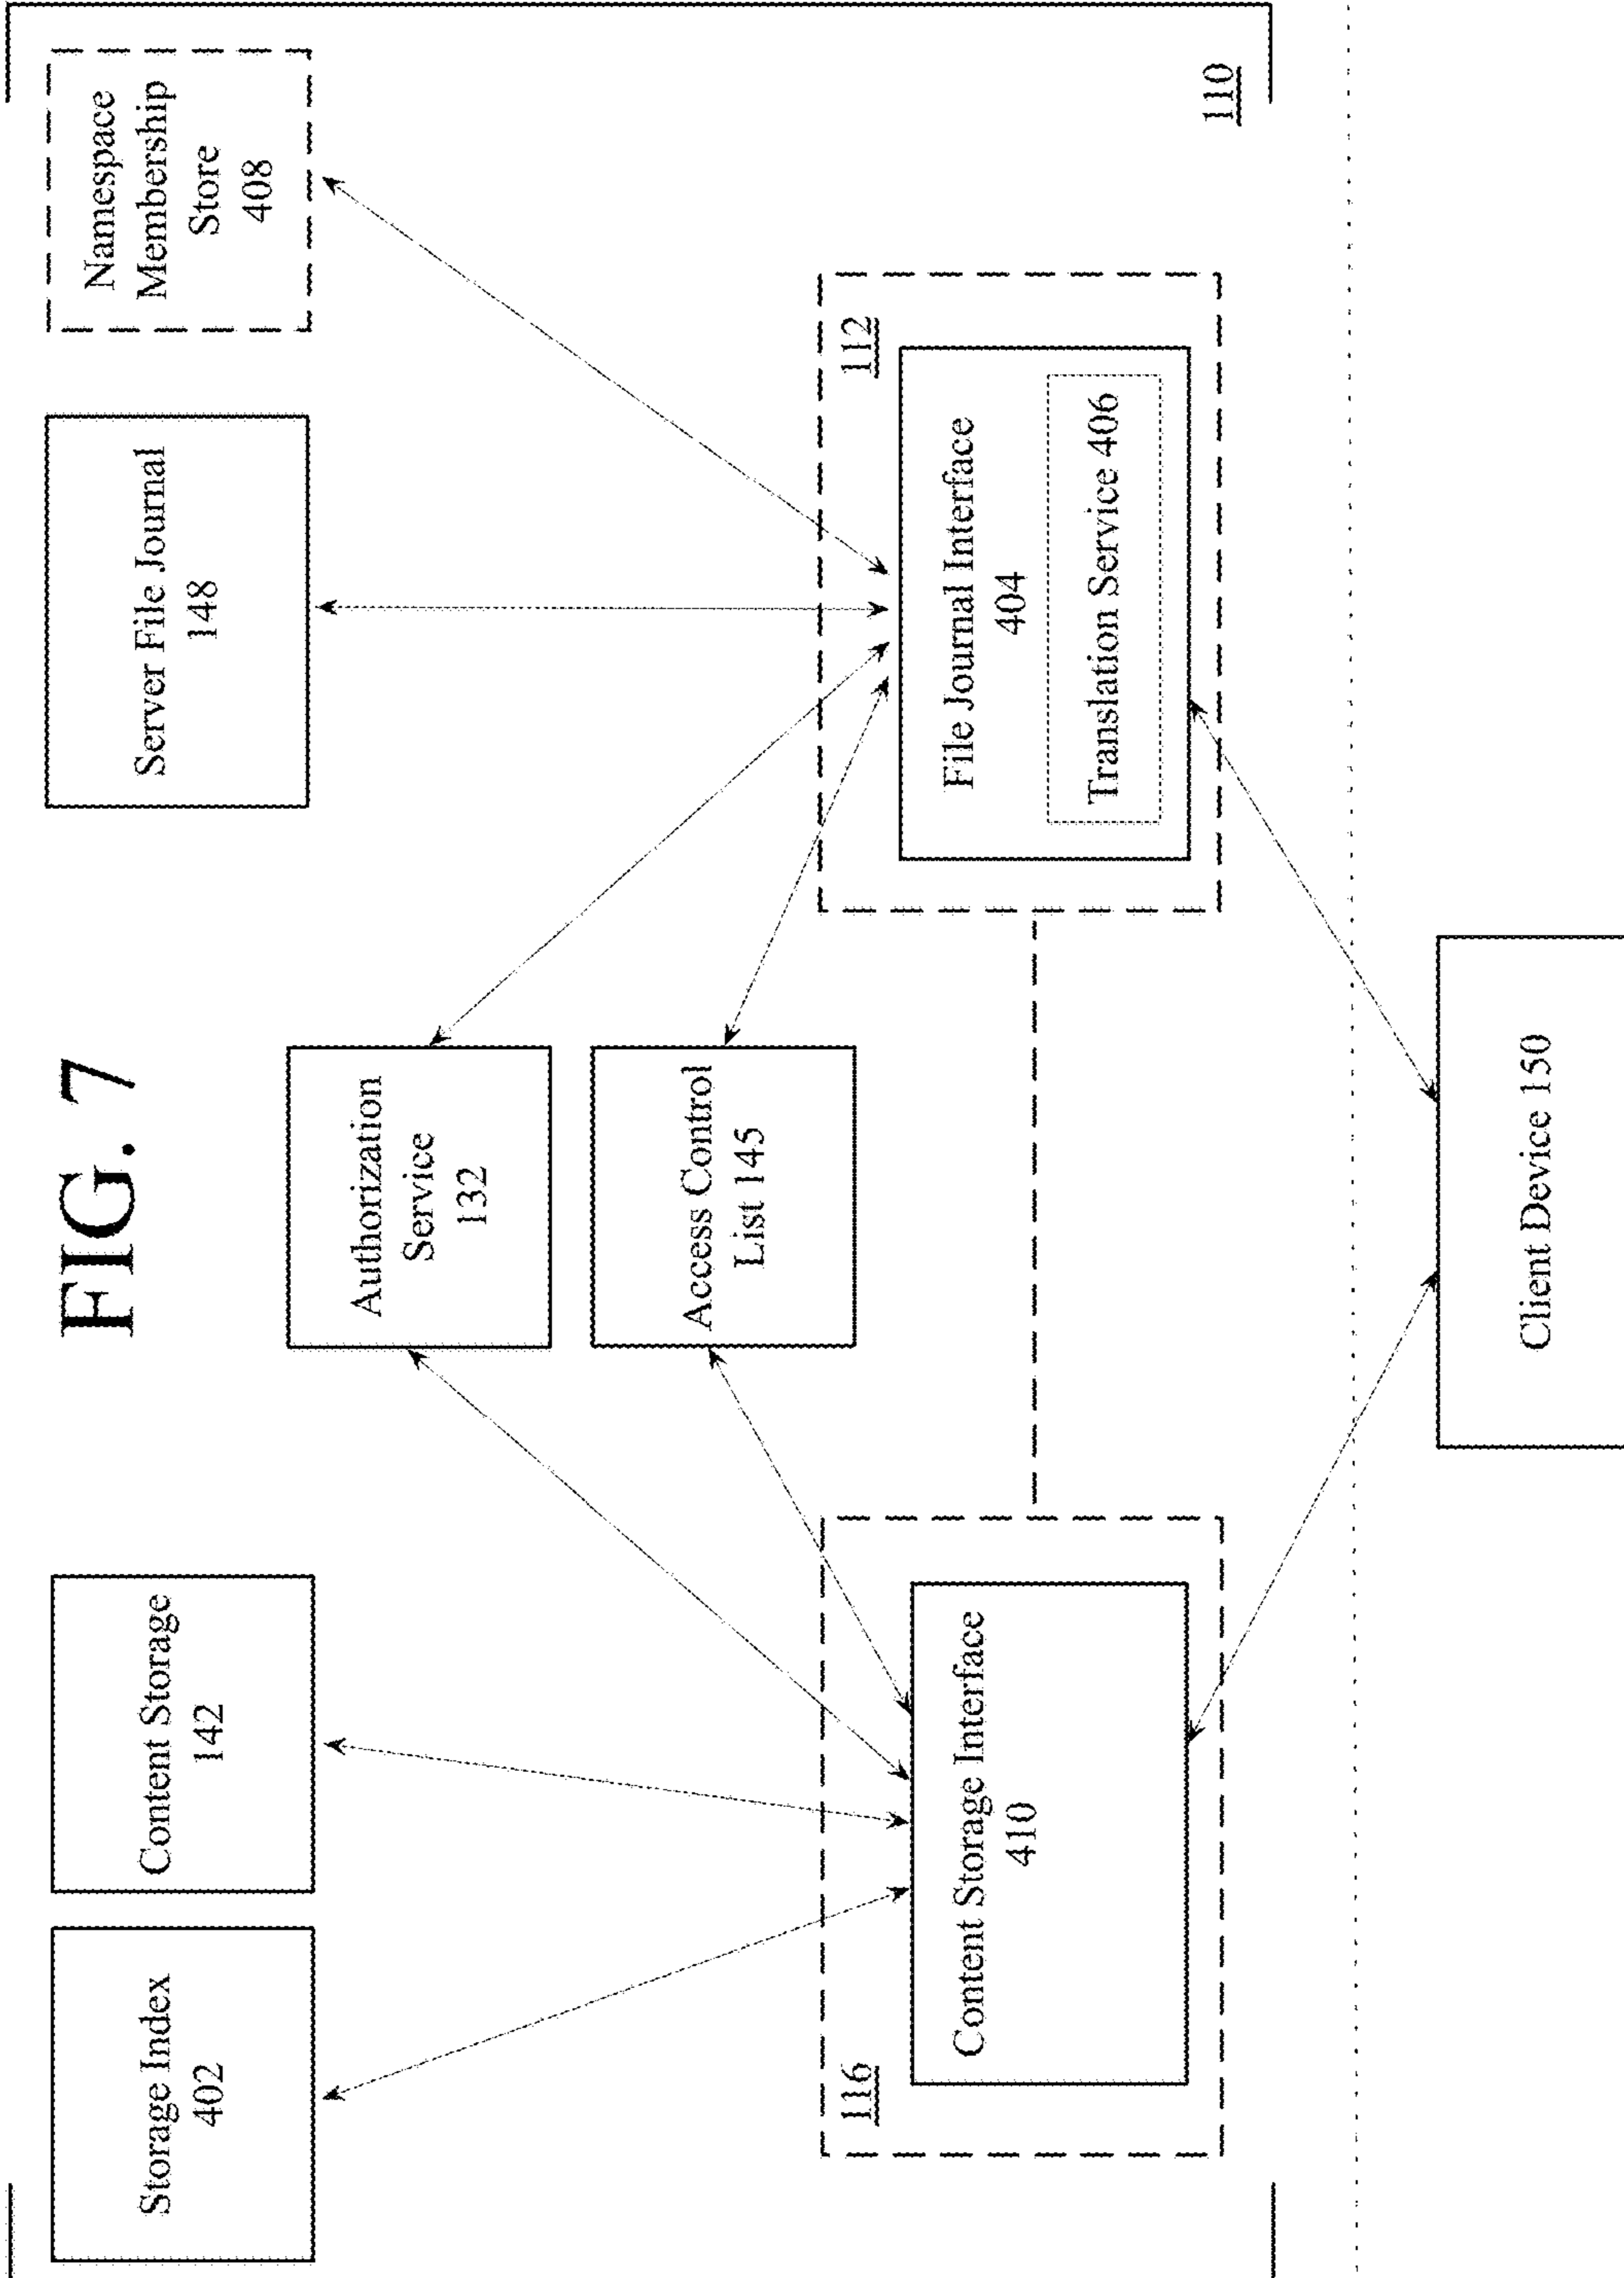 FIG. 7
Storage Index
402
Content Storage
142
Authorization
Service
132
Access Control
List 145
Server File Journal
148
Namespace
Membership
Store
408
116
Content Storage Interface
410
112
File Journal Interface
404
Translation Service 406
110
Client Device 150